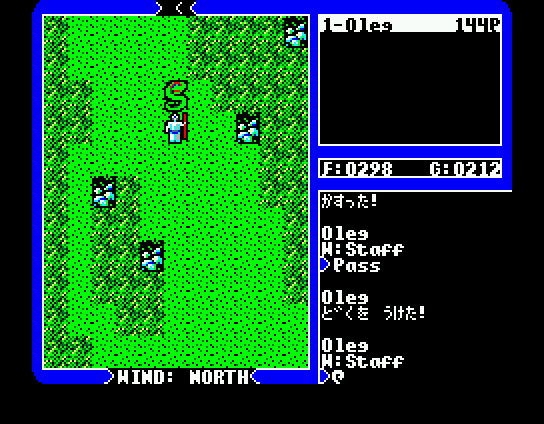 1-Oleg 144P
F:0298 G:0212
かすった!
Oleg
W:Staff
Pass
Oleg
どくを うけた!
Oleg
W:Staff
WIND: NORTH